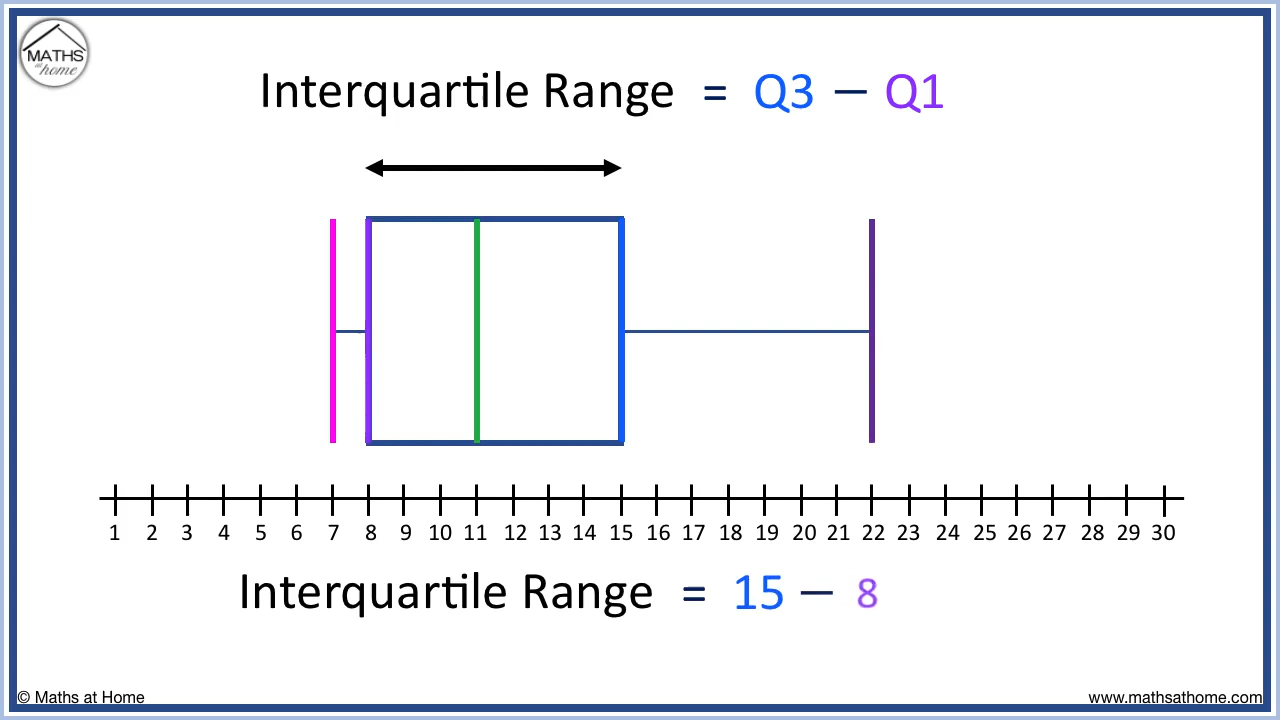 MATHS
at
home
Interquartile Range = Q3 – Q1
1 2 3 4 5 6 7 8 9 10 11 12 13 14 15 16 17 18 19 20 21 22 23 24 25 26 27 28 29 30
Interquartile Range = 15 – 8
© Maths at Home
www.mathsathome.com